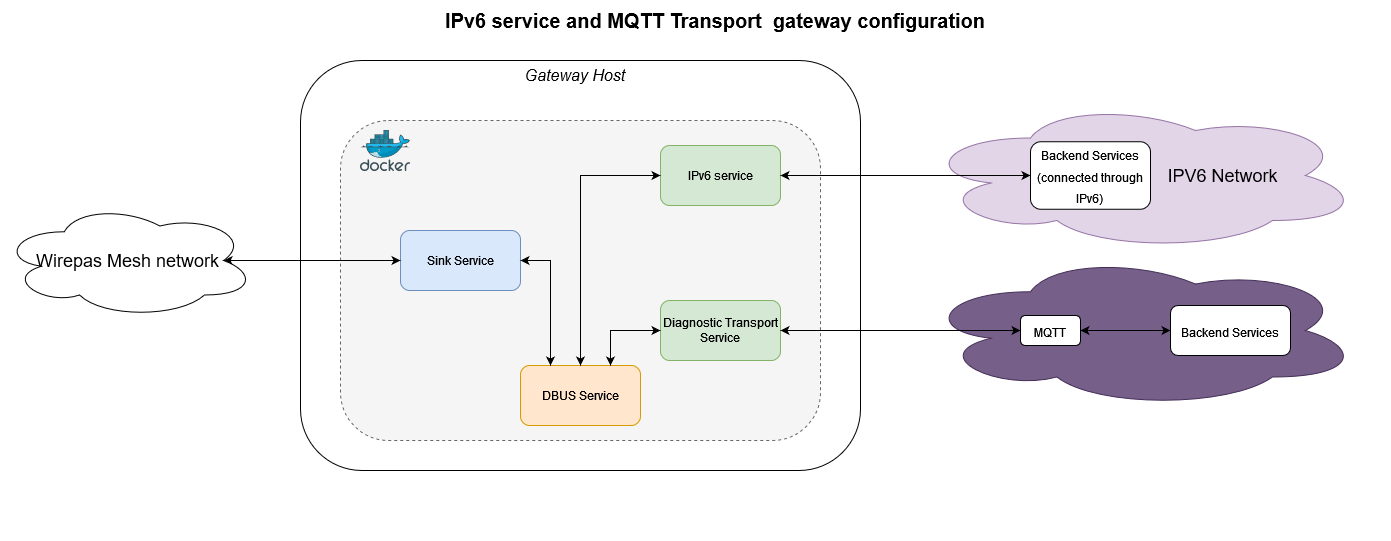 IPv6 service and MQTT Transport  gateway configuration
Gateway Host
docker
IPv6 service
Backend Services
(connected through
IPv6)
IPV6 Network
Wirepas Mesh network
Sink Service
Diagnostic Transport
Service
MQTT
Backend Services
DBUS Service